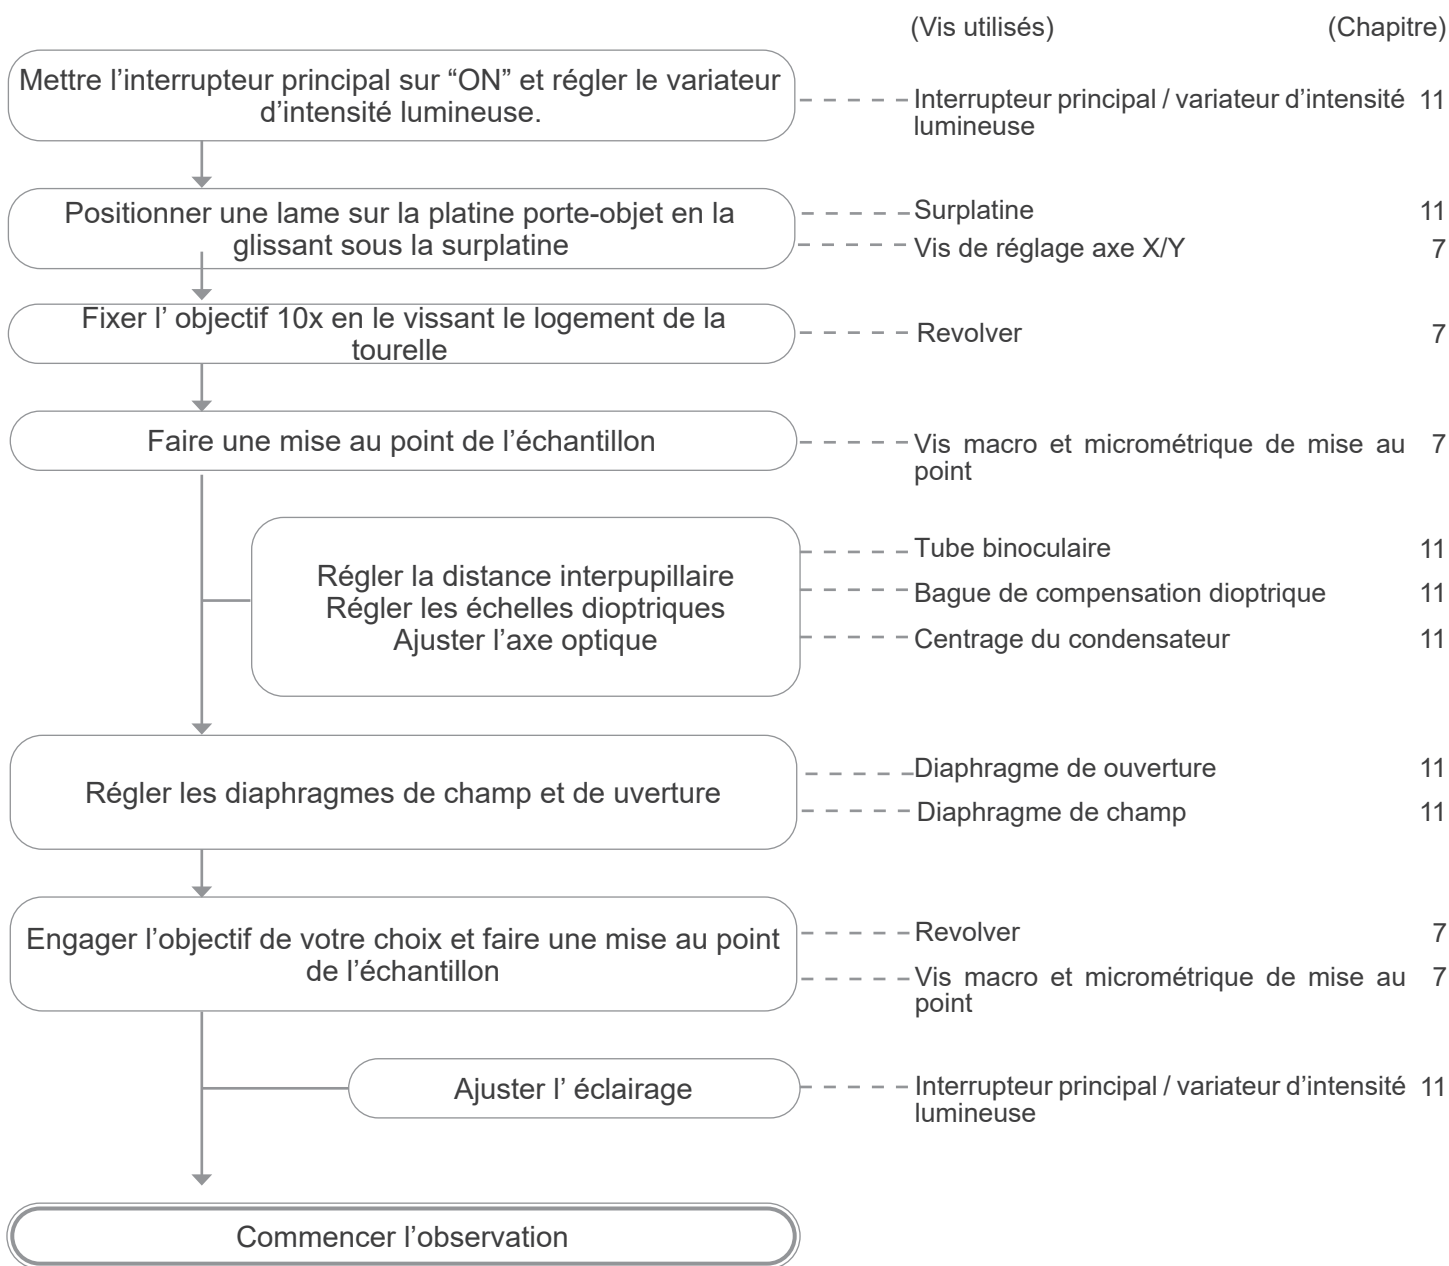 (Vis utilisés) (Chapitre)
Mettre l’interrupteur principal sur “ON” et régler le variateur
d’intensité lumineuse.
Interrupteur principal / variateur d’intensité 11
lumineuse
Positionner une lame sur la platine porte-objet en la
glissant sous la surplatine
Surplatine 11
Vis de réglage axe X/Y 7
Fixer l’ objectif 10x en le vissant le logement de la
tourelle
Revolver 7
Faire une mise au point de l’échantillon
Vis macro et micrométrique de mise au 7
point
Régler la distance interpupillaire
Régler les échelles dioptriques
Ajuster l’axe optique
Tube binoculaire 11
Bague de compensation dioptrique 11
Centrage du condensateur 11
Régler les diaphragmes de champ et de uverture
Diaphragme de ouverture 11
Diaphragme de champ 11
Engager l’objectif de votre choix et faire une mise au point
de l’échantillon
Revolver 7
Vis macro et micrométrique de mise au 7
point
Ajuster l’ éclairage
Interrupteur principal / variateur d’intensité 11
lumineuse
Commencer l’observation